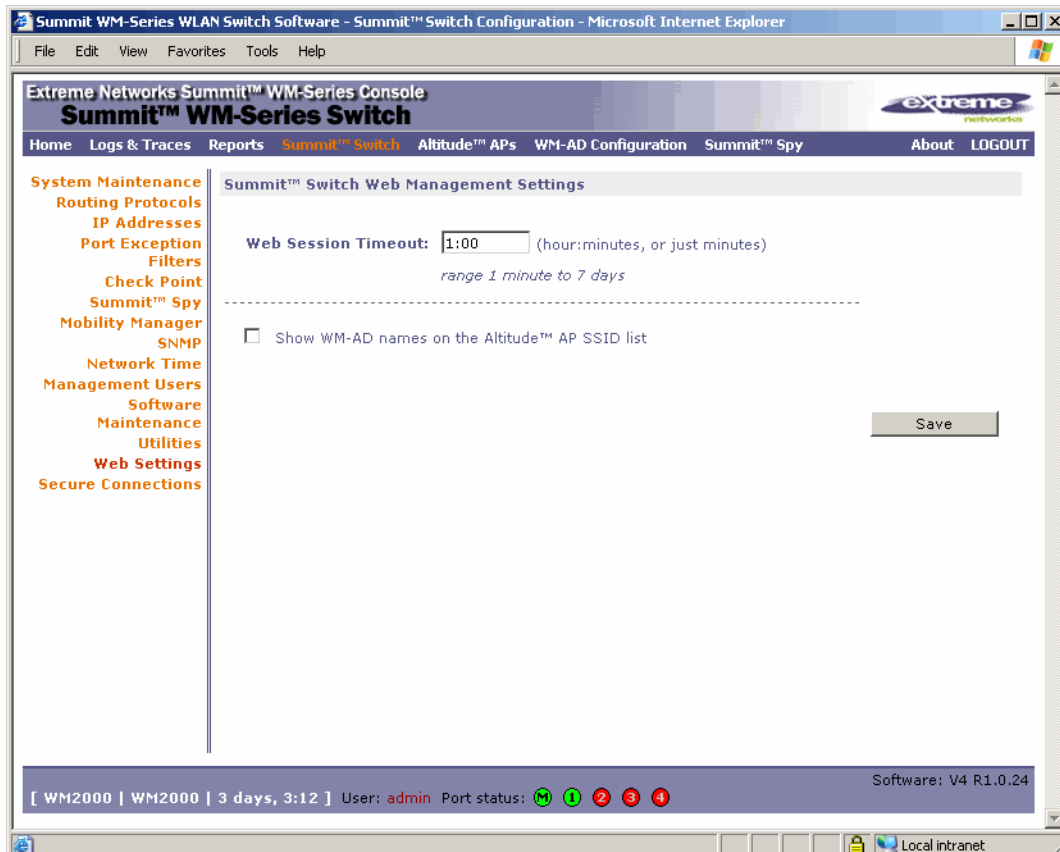 Summit WM-Series WLAN Switch Software - Summit™ Switch Configuration - Microsoft Internet Explorer
File Edit View Favorites Tools Help
Extreme Networks Summit™ WM-Series Console
Summit™ WM-Series Switch
extreme
networks
Home Logs & Traces Reports Summit™ Switch Altitude™ APs WM-AD Configuration Summit™ Spy About LOGOUT
System Maintenance
Routing Protocols
IP Addresses
Port Exception
Filters
Check Point
Summit™ Spy
Mobility Manager
SNMP
Network Time
Management Users
Software
Maintenance
Utilities
Web Settings
Secure Connections
Summit™ Switch Web Management Settings
Web Session Timeout: 1:00 (hour:minutes, or just minutes)
range 1 minute to 7 days
Show WM-AD names on the Altitude™ AP SSID list
Save
Software: V4 R1.0.24
[ WM2000 | WM2000 | 3 days, 3:12 ] User: admin Port status: M 1 2 3 4
Local intranet